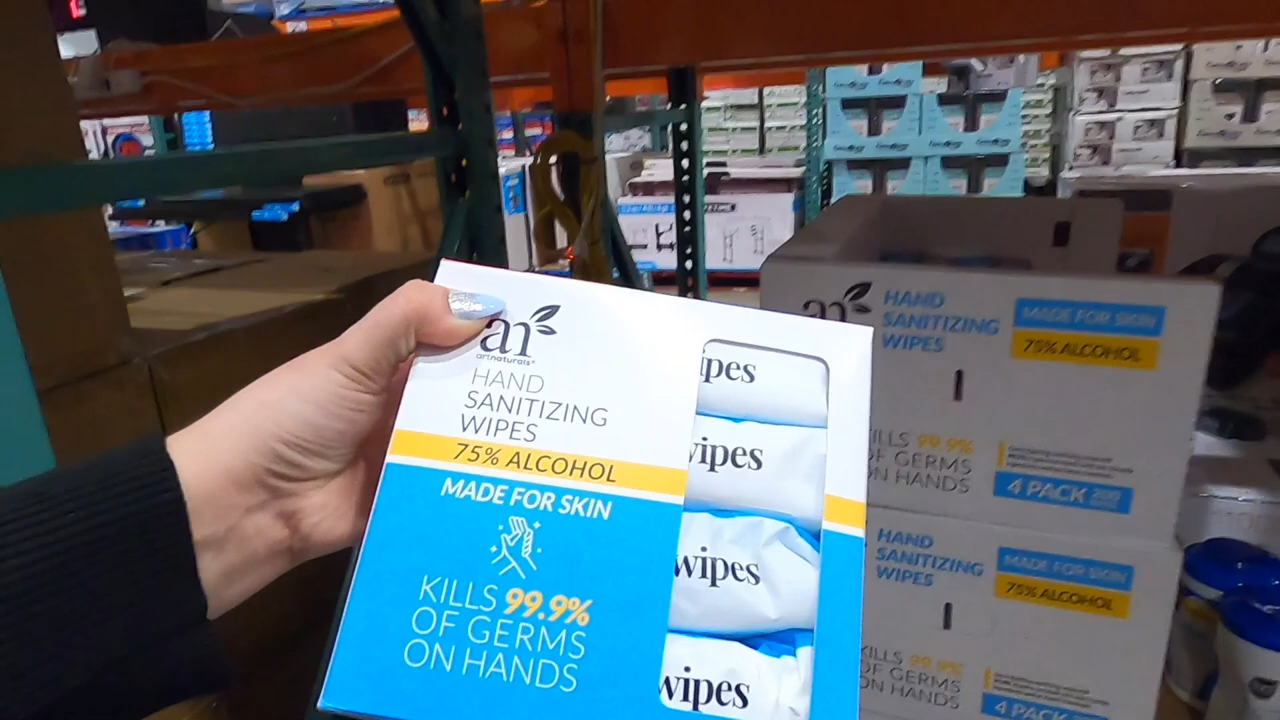 artnaturals®
HAND
SANITIZING
WIPES
75% ALCOHOL
MADE FOR SKIN
KILLS 99.9%
OF GERMS
ON HANDS
ipes
wipes
wipes
wipes
HAND
SANITIZING
WIPES
MADE FOR SKIN
75% ALCOHOL
KILLS 99.9%
OF GERMS
ON HANDS
4 PACK 200
HAND
SANITIZING
WIPES
MADE FOR SKIN
75% ALCOHOL
KILLS 99.9%
OF GERMS
ON HANDS
4 PACK